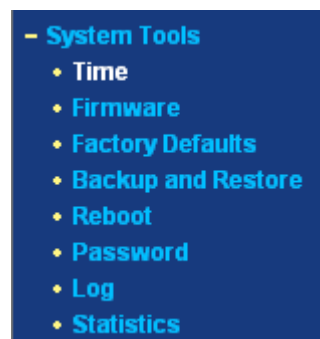 – System Tools
• Time
• Firmware
• Factory Defaults
• Backup and Restore
• Reboot
• Password
• Log
• Statistics